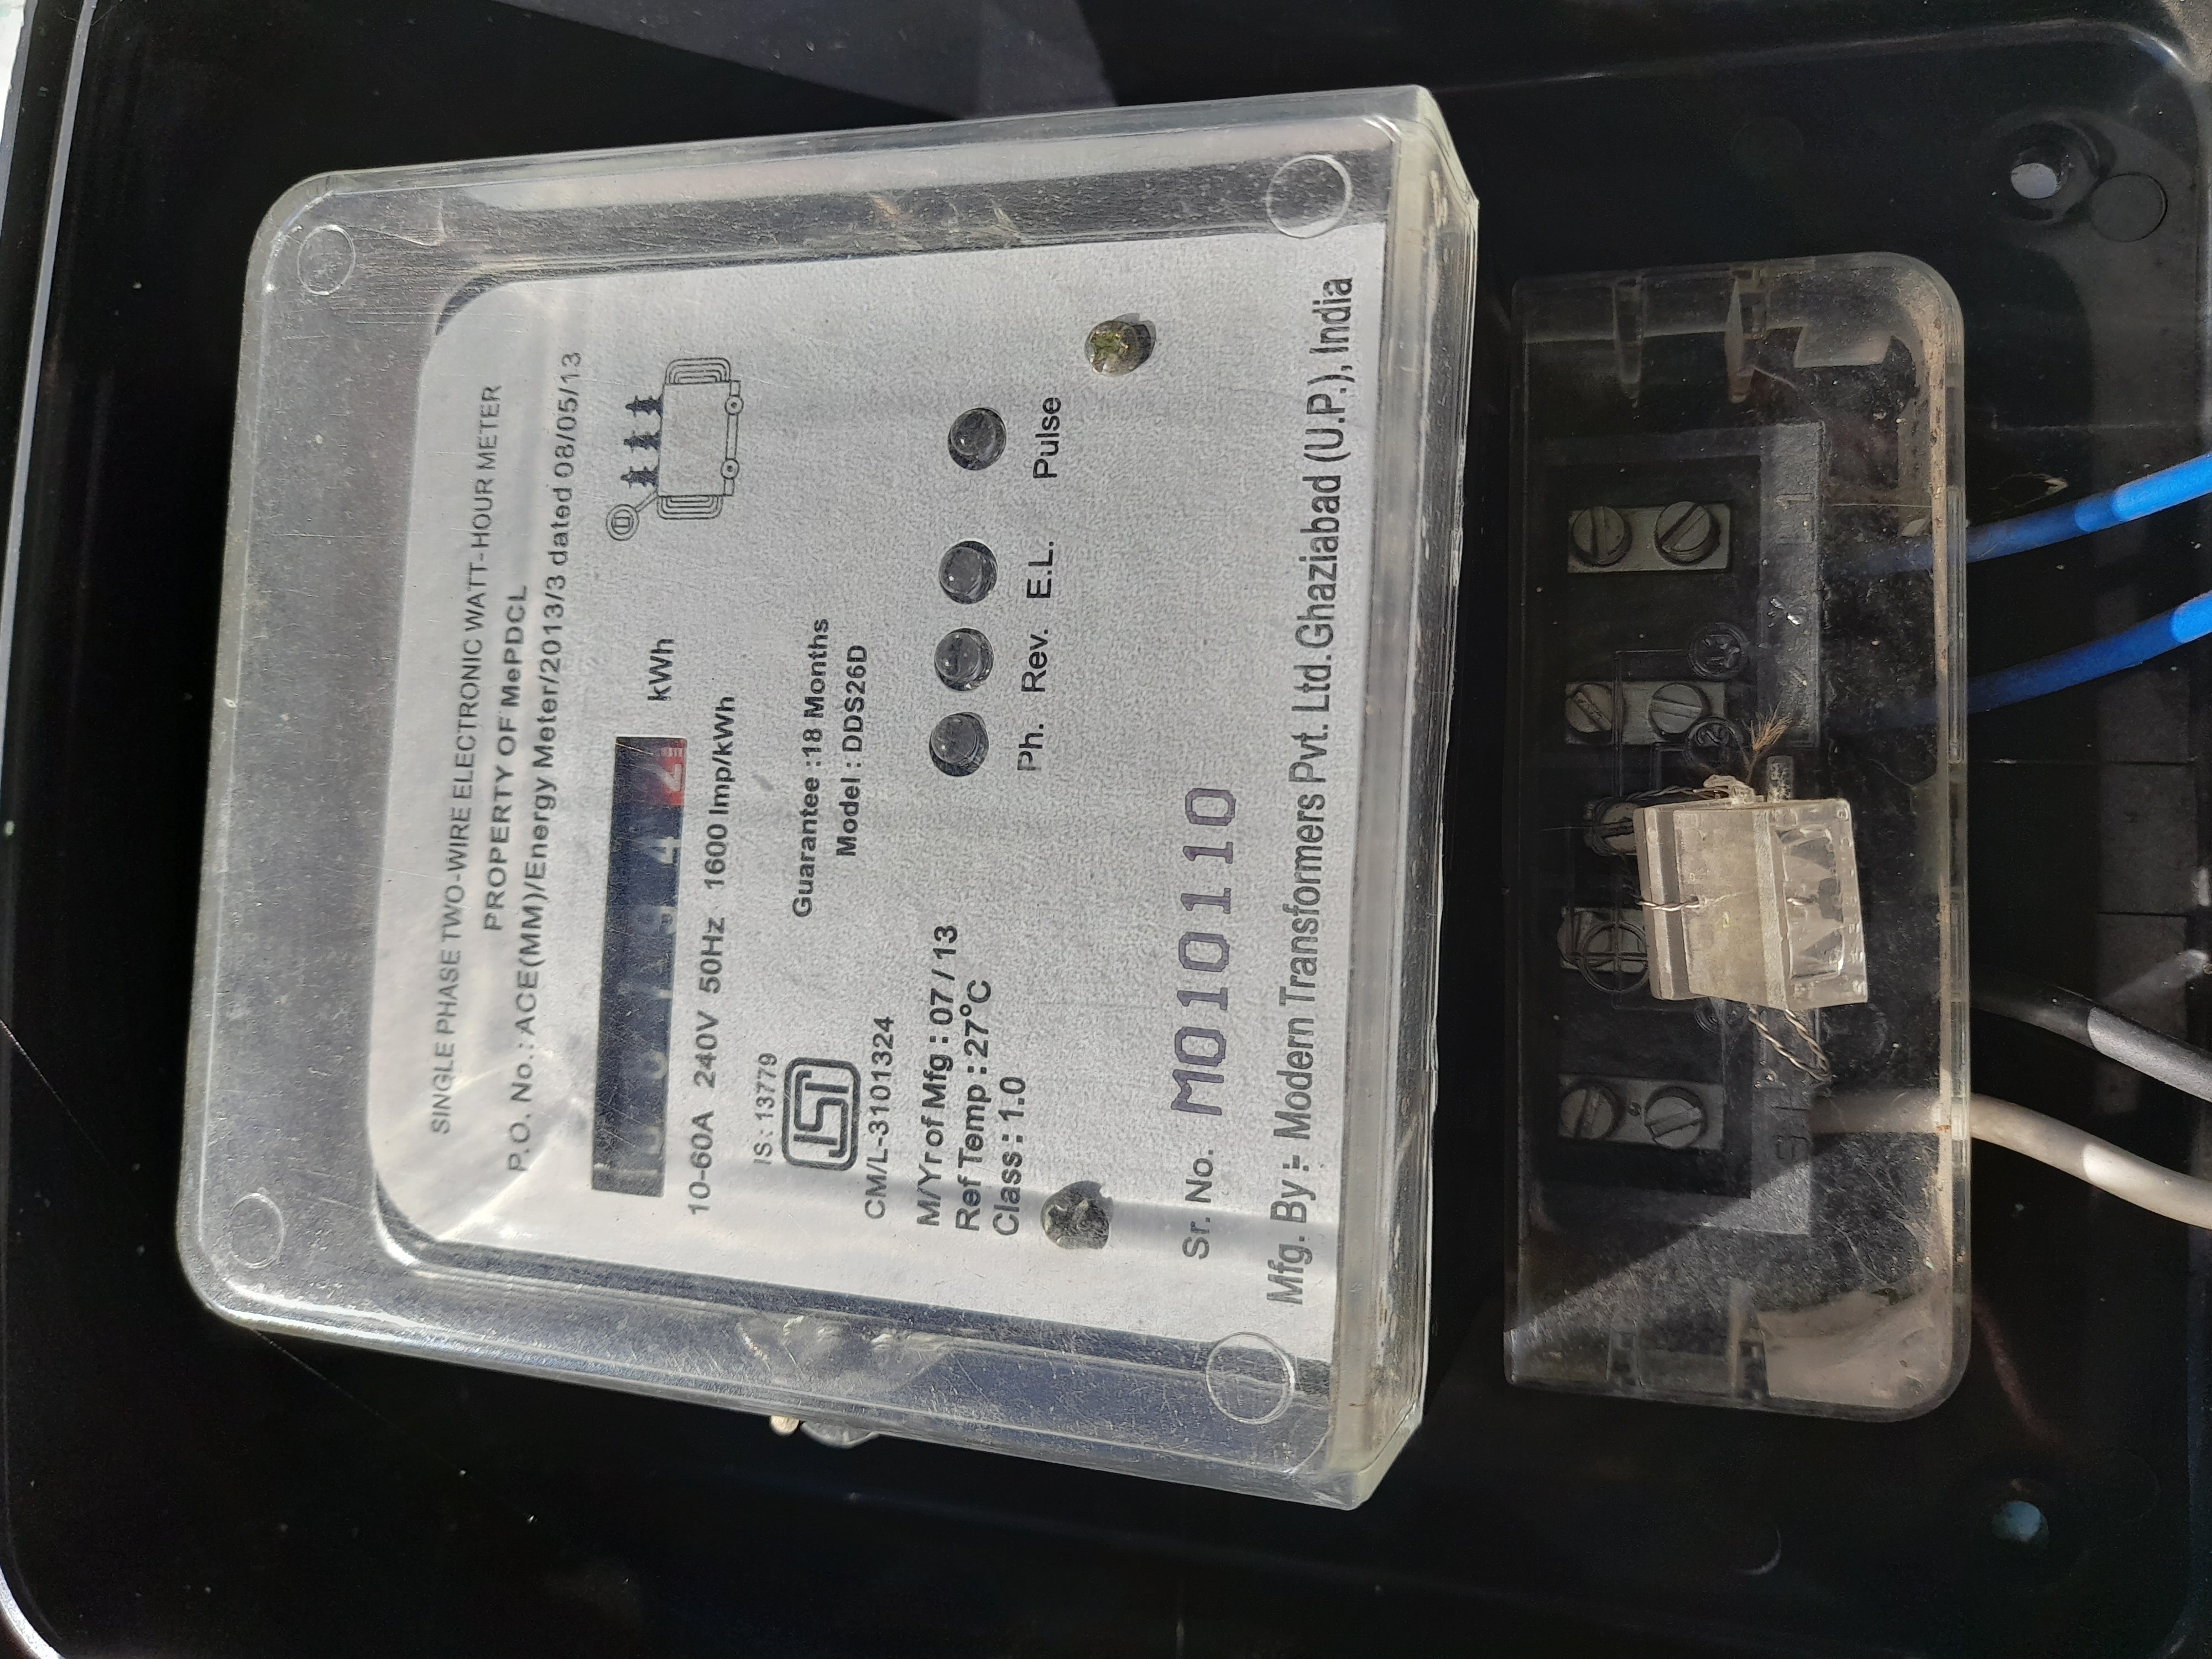 SINGLE PHASE TWO-WIRE ELECTRONIC WATT-HOUR METER
PROPERTY OF MePDCL
P.O. No.: ACE(MM)/Energy Meter/2013/3 dated 08/05/13
kWh
10-60A 240V 50Hz 1600 Imp/kWh
IS : 13779
ISI
CM/L-3101324
Guarantee :18 Months
Model : DDS26D
M/Yr of Mfg : 07/13
Ref Temp : 27°C
Class : 1.0
Ph. Rev. E.L. Pulse
Sr. No. M010110
Mfg. By :- Modern Transformers Pvt. Ltd.Ghaziabad (U.P.), India